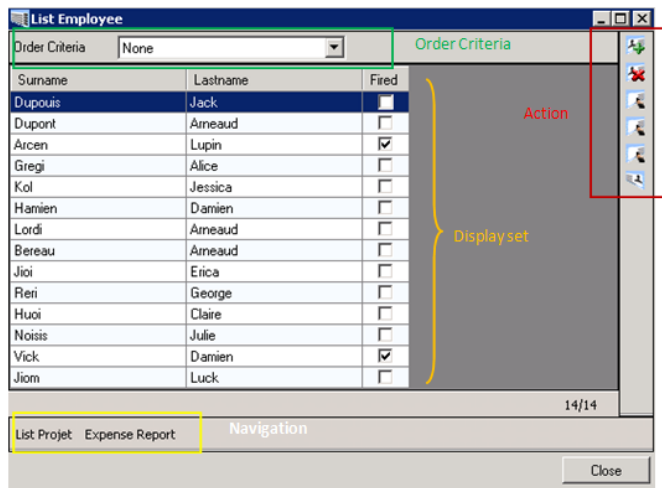 List Employee
Order Criteria None Order Criteria
Surname Lastname Fired
Dupouis Jack
Action
Dupont Arneaud
Arcen Lupin
Gregi Alice
Kol Jessica
Hamien Damien
Lordi Arneaud
Display set
Bereau Arneaud
Jioi Erica
Reri George
Huoi Claire
Noisis Julie
Vick Damien
Jiom Luck
14/14
List Projet Expense Report Navigation
Close